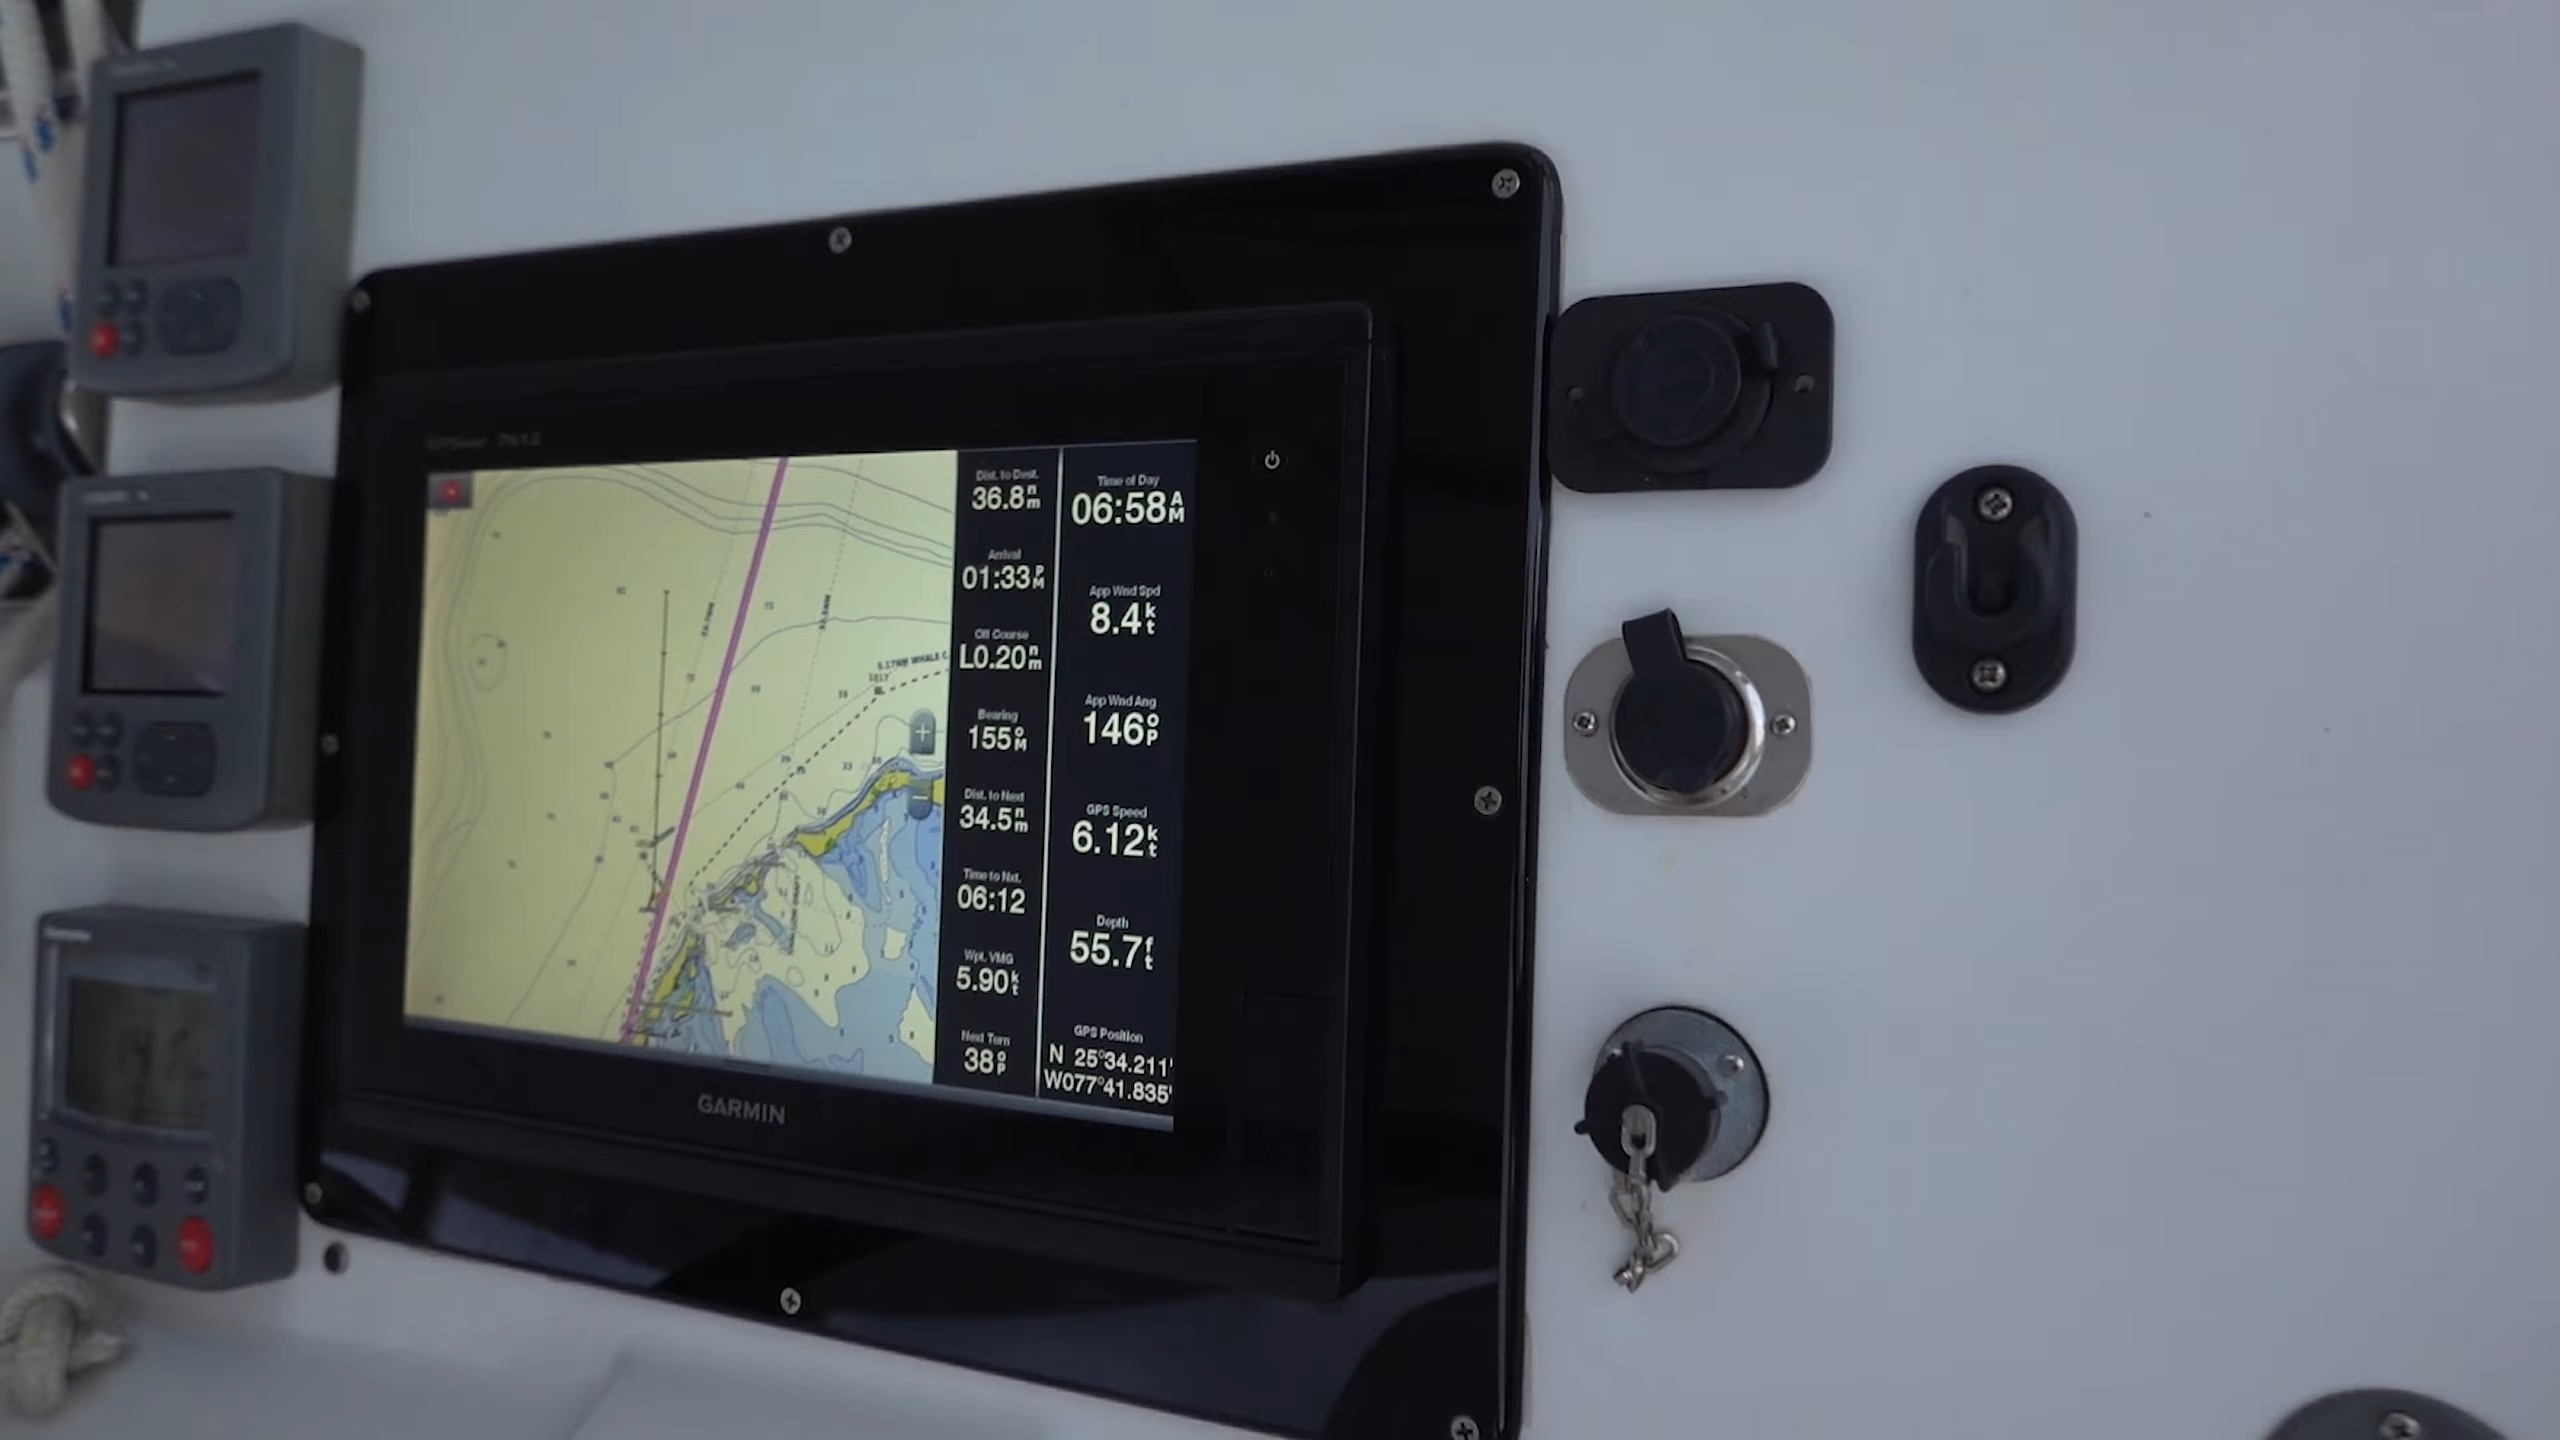 Dist. to Dest.
36.8nm
Arrival
01:33PM
Off Course
L0.20nm
Bearing
155°M
Dist. to Next
34.5nm
Time to Nxt.
06:12
Wpt. VMG
5.90kt
Next Turn
38°P
Time of Day
06:58AM
App Wnd Spd
8.4kt
App Wnd Ang
146°P
GPS Speed
6.12kt
Depth
55.7ft
GPS Position
N 25°34.211'
W077°41.835'
5.17NM WHALE C
GARMIN